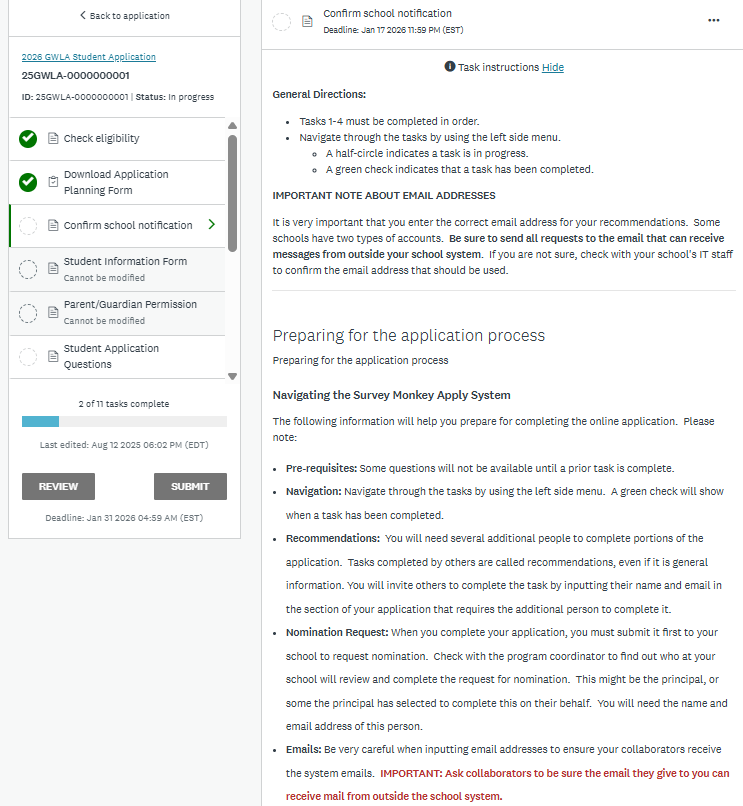 Back to application
2026 GWLA Student Application
25GWLA-0000000001
ID: 25GWLA-0000000001 | Status: In progress
Check eligibility
Download Application
Planning Form
Confirm school notification
Student Information Form
Cannot be modified
Parent/Guardian Permission
Cannot be modified
Student Application
Questions
2 of 11 tasks complete
Last edited: Aug 12 2025 06:02 PM (EDT)
REVIEW
SUBMIT
Deadline: Jan 31 2026 04:59 AM (EST)
Confirm school notification
Deadline: Jan 17 2026 11:59 PM (EST)
Task instructions Hide
General Directions:
• Tasks 1-4 must be completed in order.
• Navigate through the tasks by using the left side menu.
◦ A half-circle indicates a task is in progress.
◦ A green check indicates that a task has been completed.
IMPORTANT NOTE ABOUT EMAIL ADDRESSES
It is very important that you enter the correct email address for your recommendations. Some
schools have two types of accounts. Be sure to send all requests to the email that can receive
messages from outside your school system. If you are not sure, check with your school's IT staff
to confirm the email address that should be used.
Preparing for the application process
Preparing for the application process
Navigating the Survey Monkey Apply System
The following information will help you prepare for completing the online application. Please
note:
• Pre-requisites: Some questions will not be available until a prior task is complete.
• Navigation: Navigate through the tasks by using the left side menu. A green check will show
when a task has been completed.
• Recommendations: You will need several additional people to complete portions of the
application. Tasks completed by others are called recommendations, even if it is general
information. You will invite others to complete the task by inputting their name and email in
the section of your application that requires the additional person to complete it.
• Nomination Request: When you complete your application, you must submit it first to your
school to request nomination. Check with the program coordinator to find out who at your
school will review and complete the request for nomination. This might be the principal, or
some the principal has selected to complete this on their behalf. You will need the name and
email address of this person.
• Emails: Be very careful when inputting email addresses to ensure your collaborators receive
the system emails. IMPORTANT: Ask collaborators to be sure the email they give to you can
receive mail from outside the school system.